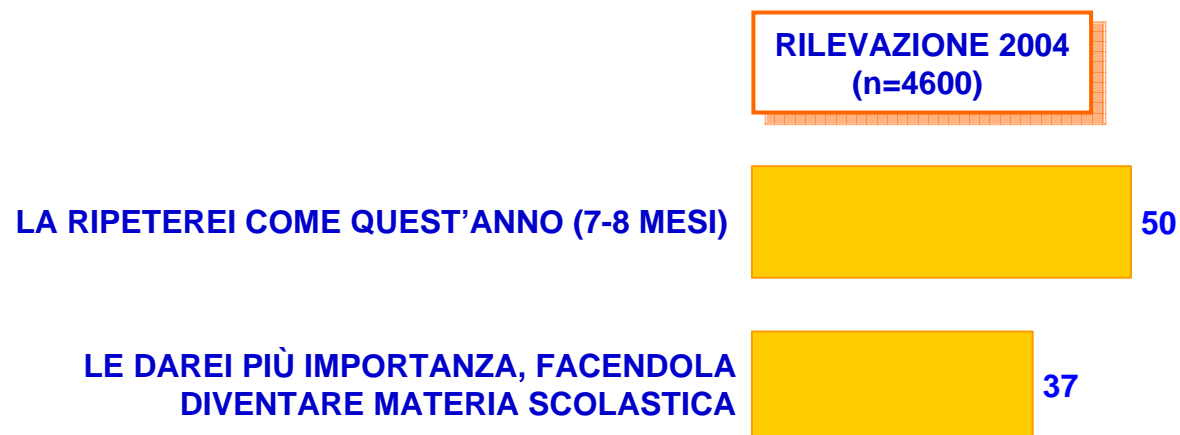 RILEVAZIONE 2004
(n=4600)
LA RIPETEREI COME QUEST’ANNO (7-8 MESI)
50
LE DAREI PIÙ IMPORTANZA, FACENDOLA
DIVENTARE MATERIA SCOLASTICA
37